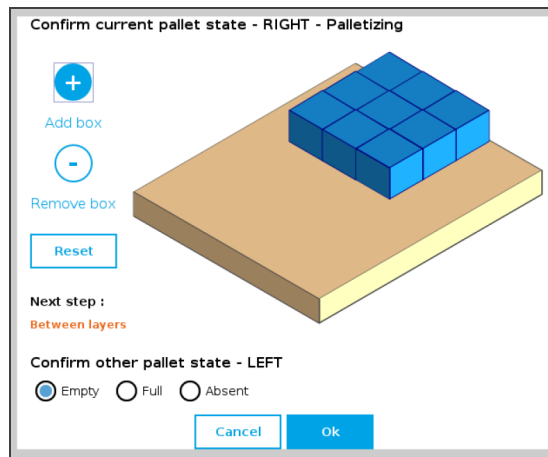 Confirm current pallet state - RIGHT - Palletizing
+
Add box
-
Remove box
Reset
Next step :
Between layers
Confirm other pallet state - LEFT
Empty Full Absent
Cancel Ok